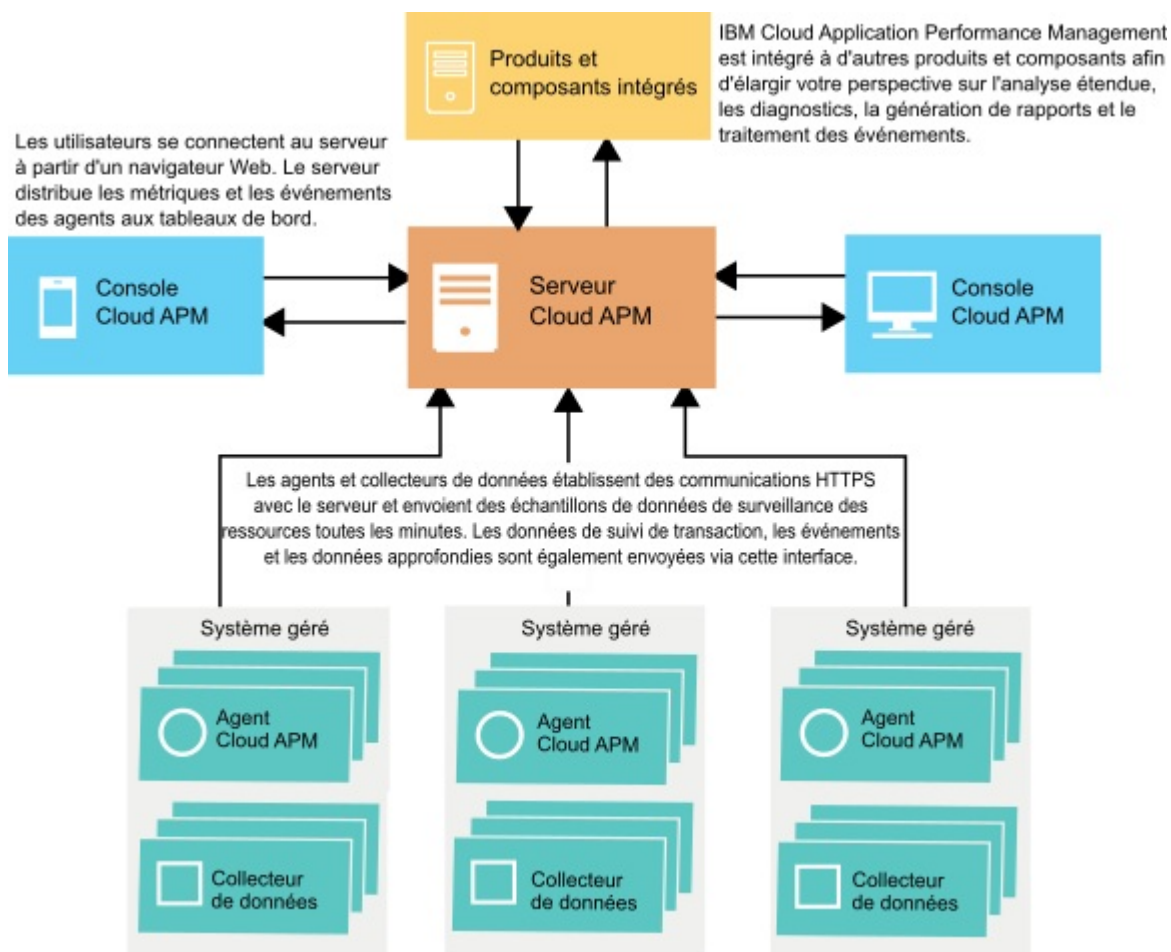 Produits et
composants intégrés
IBM Cloud Application Performance Management
est intégré à d'autres produits et composants afin
d'élargir votre perspective sur l'analyse étendue,
les diagnostics, la génération de rapports et le
traitement des événements.
Les utilisateurs se connectent au serveur
à partir d'un navigateur Web. Le serveur
distribue les métriques et les événements
des agents aux tableaux de bord.
Console
Cloud APM
Serveur
Cloud APM
Console
Cloud APM
Les agents et collecteurs de données établissent des communications HTTPS
avec le serveur et envoient des échantillons de données de surveillance des
ressources toutes les minutes. Les données de suivi de transaction, les événements
et les données approfondies sont également envoyées via cette interface.
Système géré
Agent
Cloud APM
Collecteur
de données
Système géré
Agent
Cloud APM
Collecteur
de données
Système géré
Agent
Cloud APM
Collecteur
de données